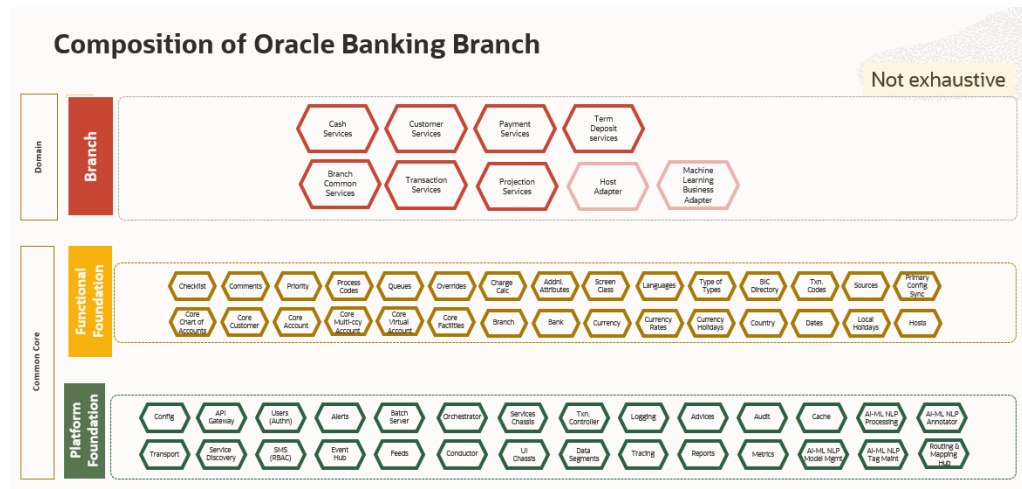 Composition of Oracle Banking Branch
Not exhaustive
Domain
Branch
Cash
Services
Customer
Services
Payment
Services
Term
Deposit
services
Branch
Common
Services
Transaction
Services
Projection
Services
Host
Adapter
Machine
Learning
Business
Adapter
Common Core
Functional
Foundation
Checklist
Comments
Priority
Process
Codes
Queues
Overrides
Charge
Calc
Addnl.
Attributes
Screen
Class
Languages
Type of
Types
BIC
Directory
Txn.
Codes
Sources
Primary
Config
Sync
Core
Chart of
Accounts
Core
Customer
Core
Account
Core
Multi-ccy
Account
Core
Virtual
Account
Core
Facilities
Branch
Bank
Currency
Currency
Rates
Currency
Holidays
Country
Dates
Local
Holidays
Hosts
Platform
Foundation
Config
API
Gateway
Users
(Authn)
Alerts
Batch
Server
Orchestrator
Services
Chassis
Txn.
Controller
Logging
Advices
Audit
Cache
AI-ML NLP
Processing
AI-ML NLP
Annotator
Transport
Service
Discovery
SMS
(RBAC)
Event
Hub
Feeds
Conductor
UI
Chassis
Data
Segments
Tracing
Reports
Metrics
AI-ML NLP
Model Mgmt
AI-ML NLP
Tag Maint
Routing &
Mapping
Hub